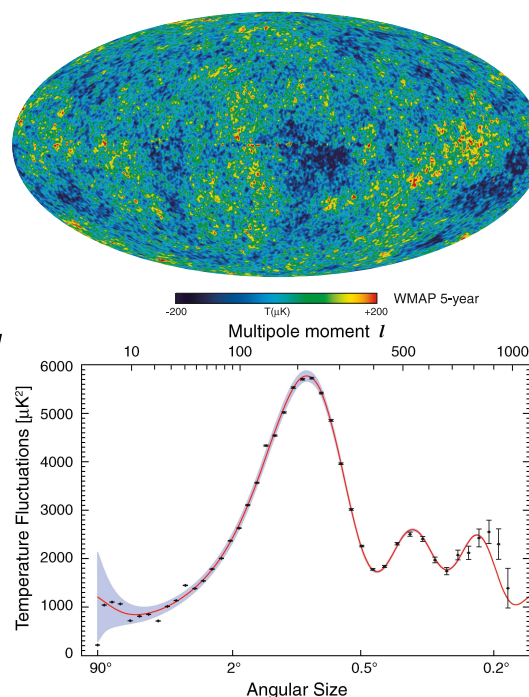 WMAP 5-year
-200 T(μK) +200
Multipole moment l
10 100 500 1000
6000
5000
4000
3000
2000
1000
0
Temperature Fluctuations [μK²]
90° 2° 0.5° 0.2°
Angular Size